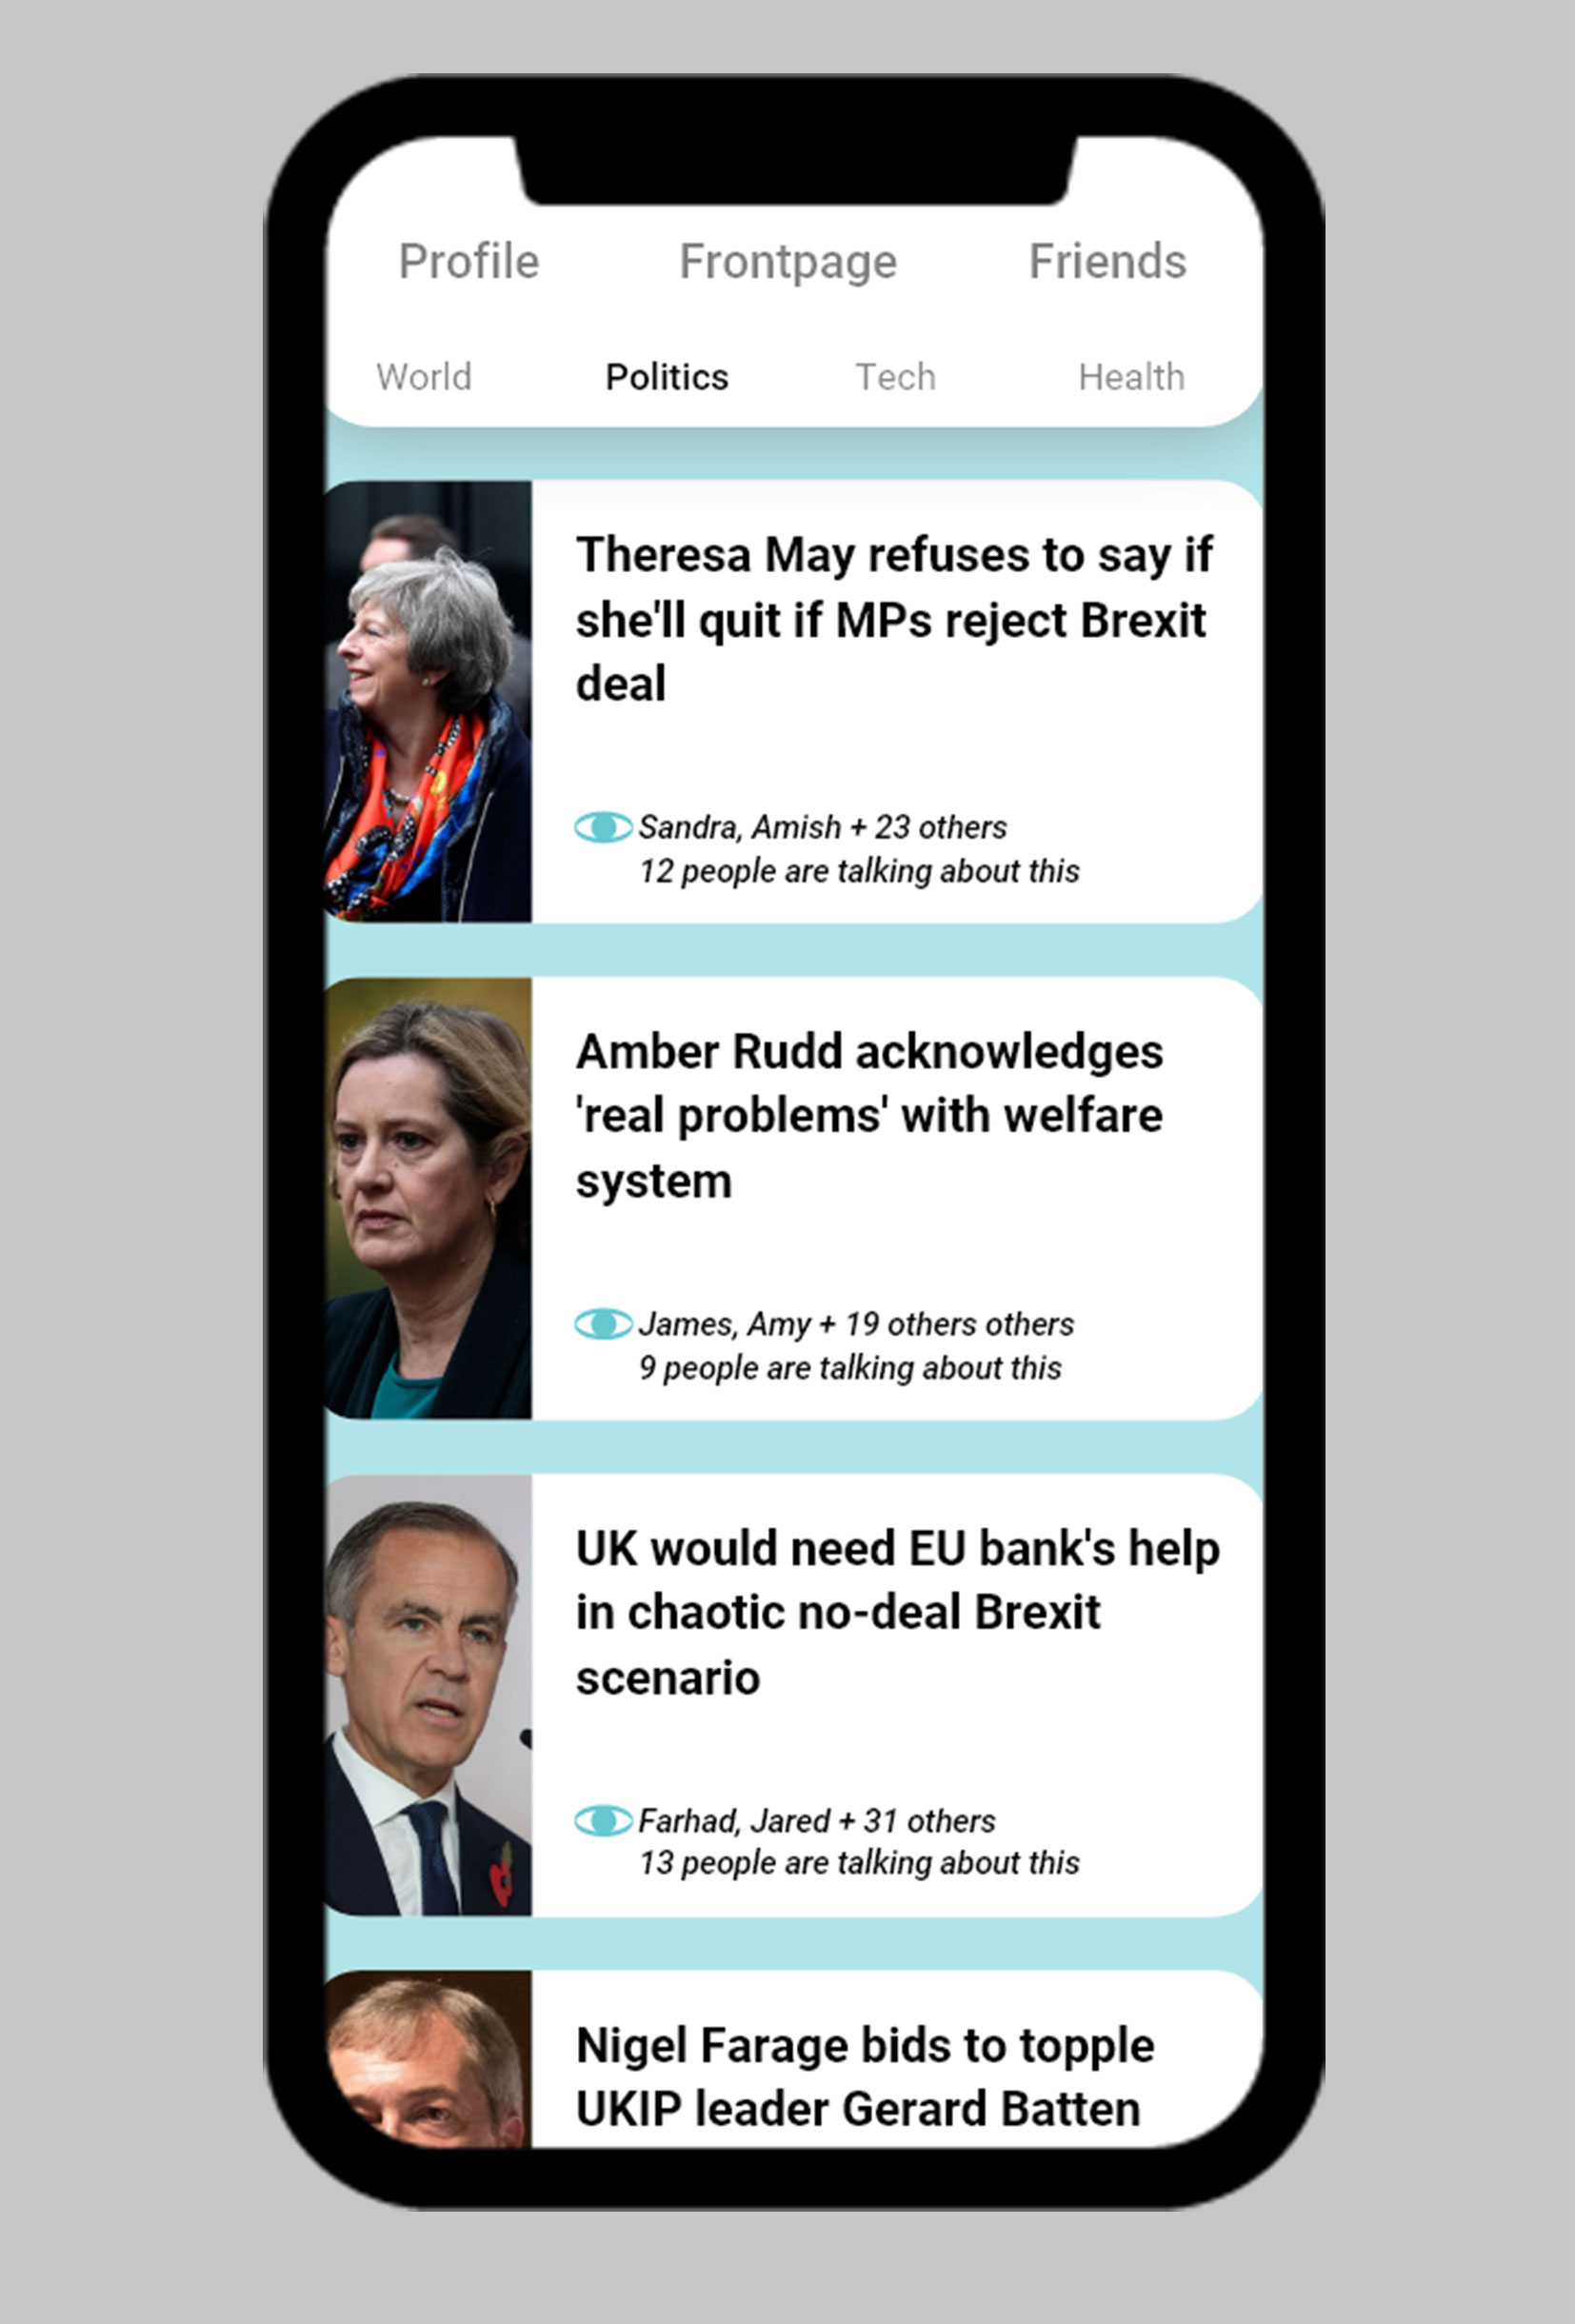 Profile Frontpage Friends
World Politics Tech Health
Theresa May refuses to say if
she'll quit if MPs reject Brexit
deal
Sandra, Amish + 23 others
12 people are talking about this
Amber Rudd acknowledges
'real problems' with welfare
system
James, Amy + 19 others others
9 people are talking about this
UK would need EU bank's help
in chaotic no-deal Brexit
scenario
Farhad, Jared + 31 others
13 people are talking about this
Nigel Farage bids to topple
UKIP leader Gerard Batten